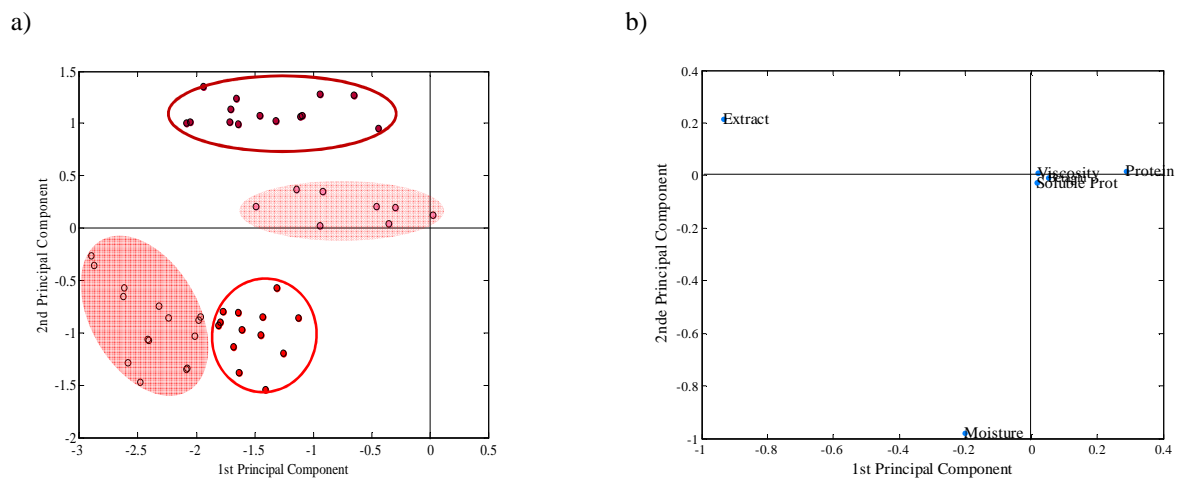 a)
b)
1.5
1
0.5
0
-0.5
-1
-1.5
-2
-3
-2.5
-2
-1.5
-1
-0.5
0
0.5
2nd Principal Component
1st Principal Component
0.4
0.2
0
-0.2
-0.4
-0.6
-0.8
-1
-1
-0.8
-0.6
-0.4
-0.2
0
0.2
0.4
2nde Principal Component
1st Principal Component
Extract
Viscosity
Protein
Soluble Prot
Moisture